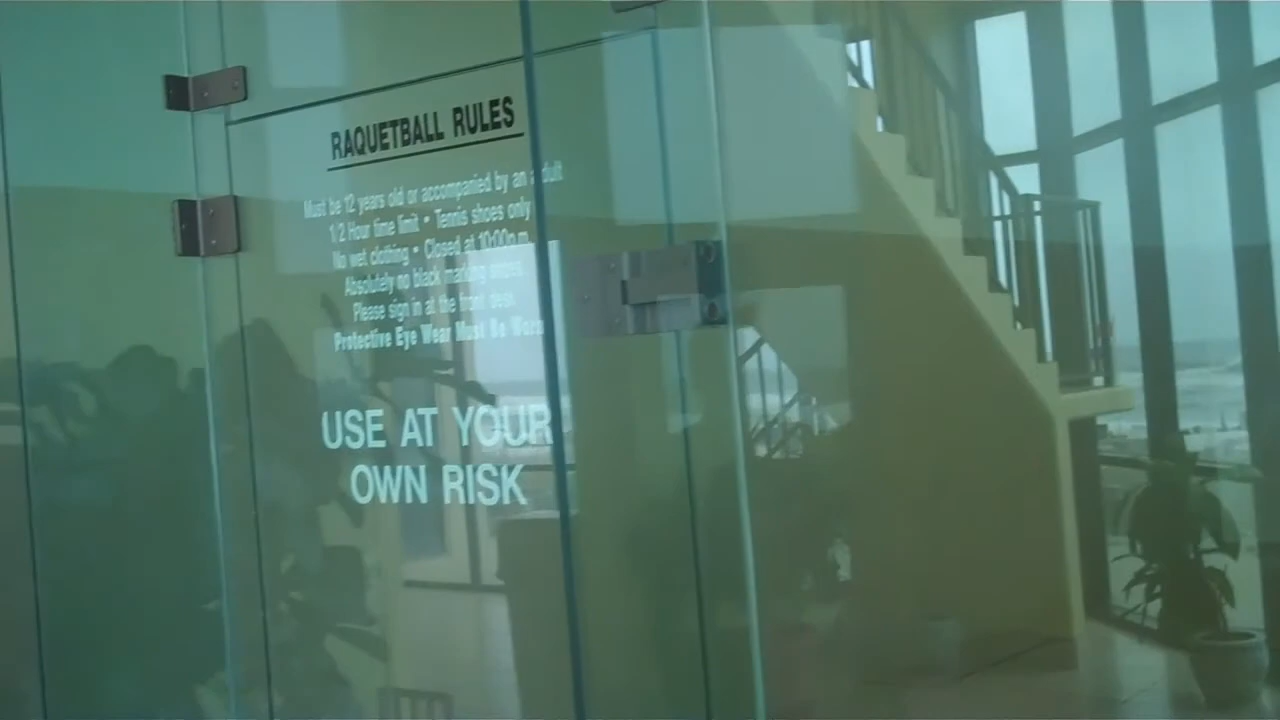 RAQUETBALL RULES
Must be 12 years old or accompanied by an adult
1/2 Hour time limit - Tennis shoes only
No wet clothing - Closed at 10:00p.m.
Absolutely no black marking shoes.
Please sign in at the front desk
Protective Eye Wear Must Be Worn
USE AT YOUR
OWN RISK